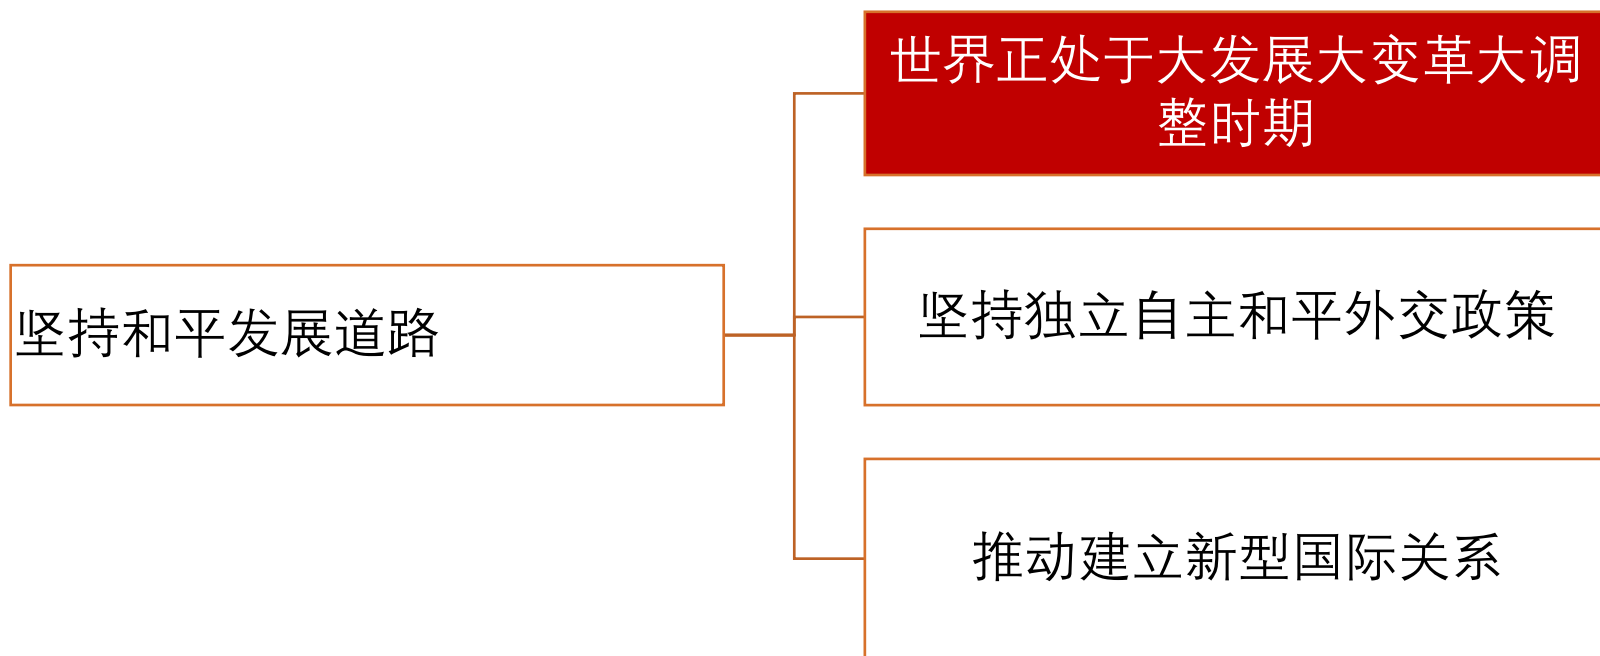 世界正处于大发展大变革大调
整时期
坚持和平发展道路
坚持独立自主和平外交政策
推动建立新型国际关系